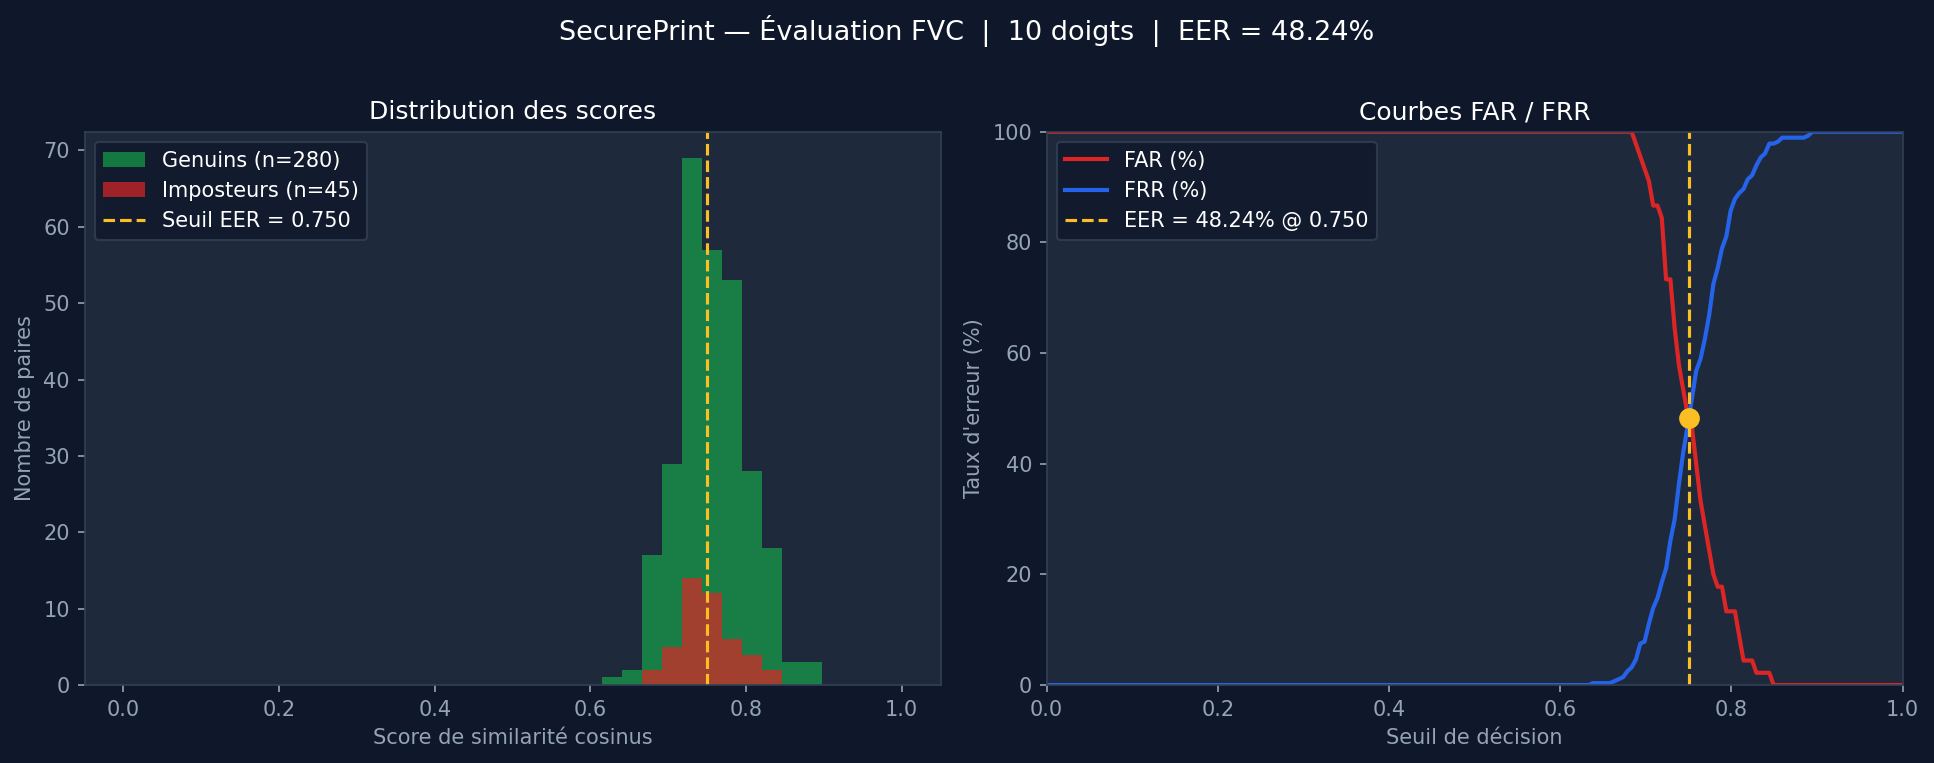 SecurePrint — Évaluation FVC | 10 doigts | EER = 48.24%
Distribution des scores
70
60
50
40
30
20
10
0
Nombre de paires
Genuins (n=280)
Imposteurs (n=45)
Seuil EER = 0.750
0.0 0.2 0.4 0.6 0.8 1.0
Score de similarité cosinus
Courbes FAR / FRR
100
80
60
40
20
0
Taux d'erreur (%)
FAR (%)
FRR (%)
EER = 48.24% @ 0.750
0.0 0.2 0.4 0.6 0.8 1.0
Seuil de décision